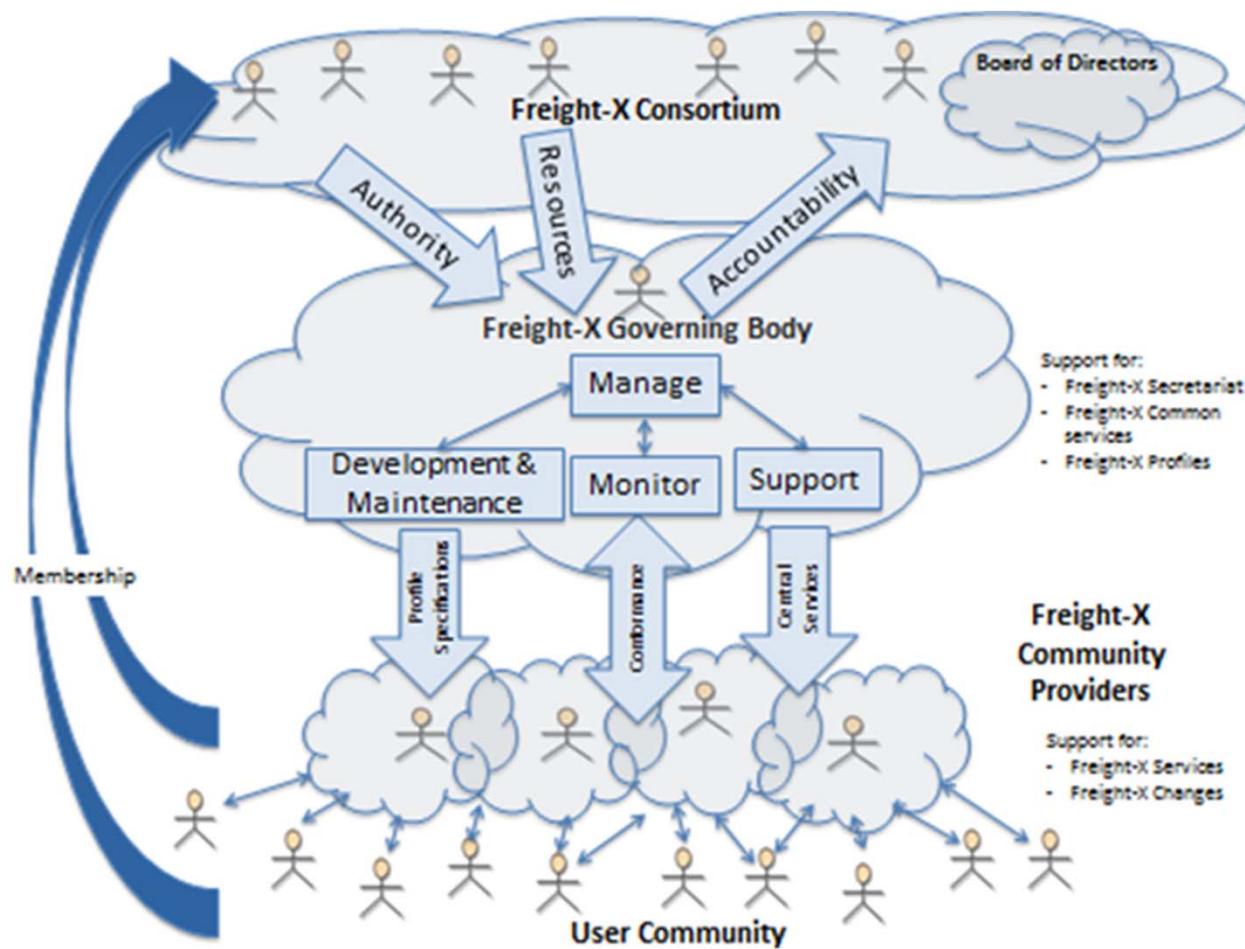 Board of Directors
Freight-X Consortium
Authority
Resources
Accountability
Freight-X Governing Body
Manage
Development &
Maintenance
Monitor
Support
Support for:
- Freight-X Secretariat
- Freight-X Common
services
- Freight-X Profiles
Membership
Profile
Specifications
Conformance
Central
Services
Freight-X
Community
Providers
Support for:
- Freight-X Services
- Freight-X Changes
User Community